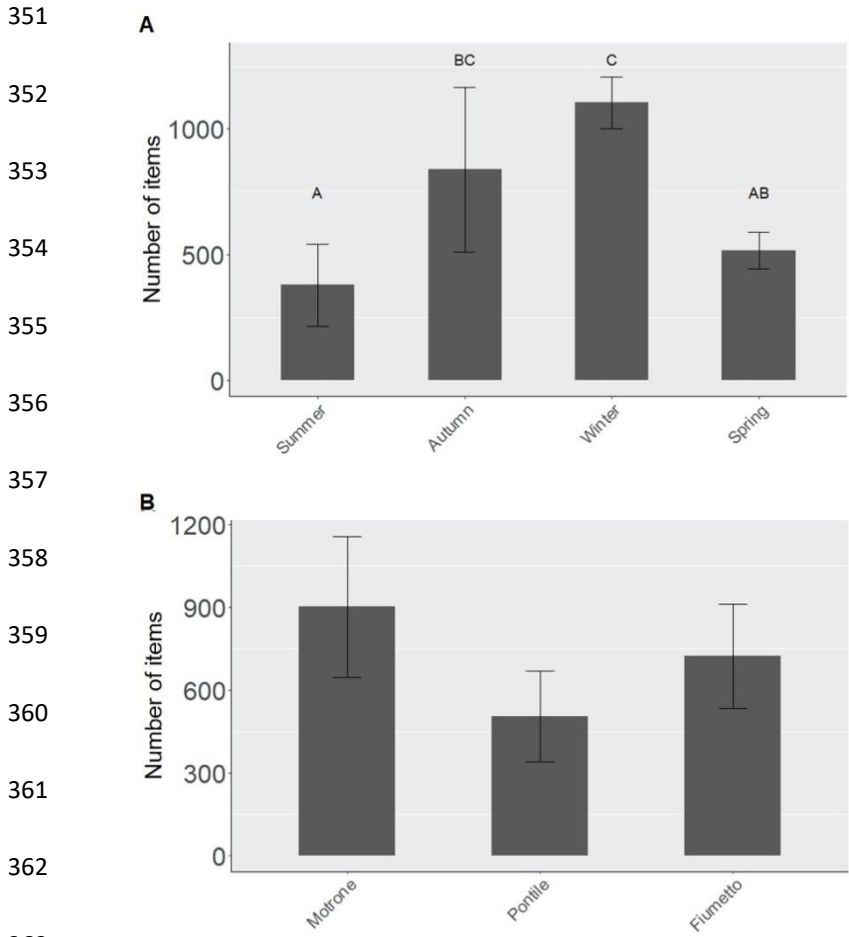 351
A
BC
C
352
1000
353
A
AB
354
500
355
0
356
Number of items
Summer
Autumn
Winter
Spring
357
B
1200
358
900
359
600
360
300
361
0
362
Number of items
Motrone
Pontile
Fiumetto